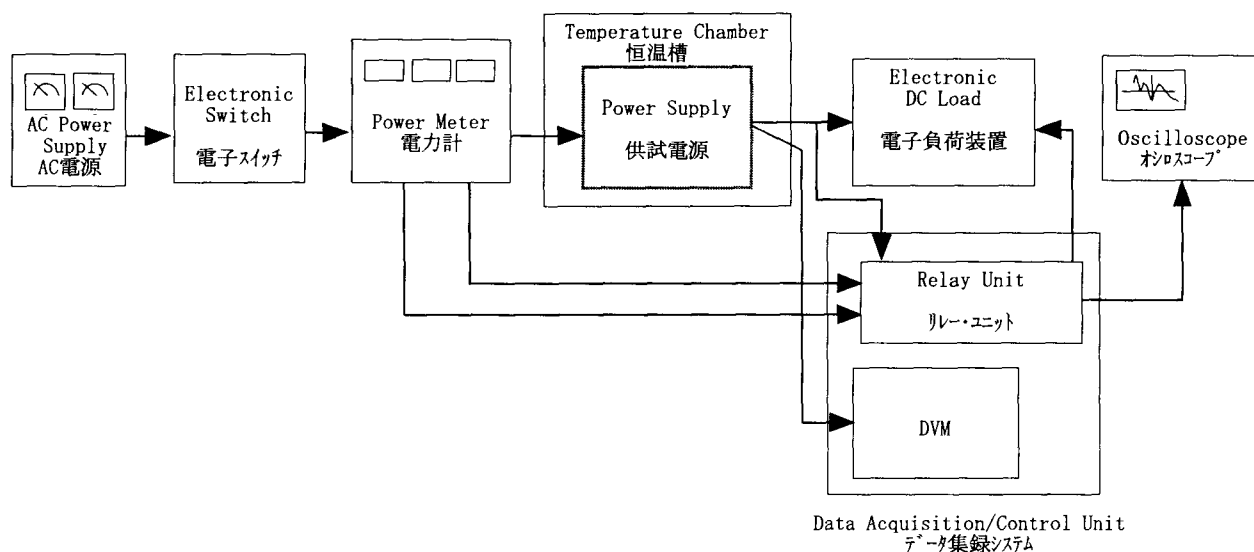 AC Power
Supply
AC電源
Electronic
Switch
電子スイッチ
Power Meter
電力計
Temperature Chamber
恒温槽
Power Supply
供試電源
Electronic
DC Load
電子負荷装置
Oscilloscope
オシロスコープ
Relay Unit
リレー・ユニット
DVM
Data Acquisition/Control Unit
データ集録システム